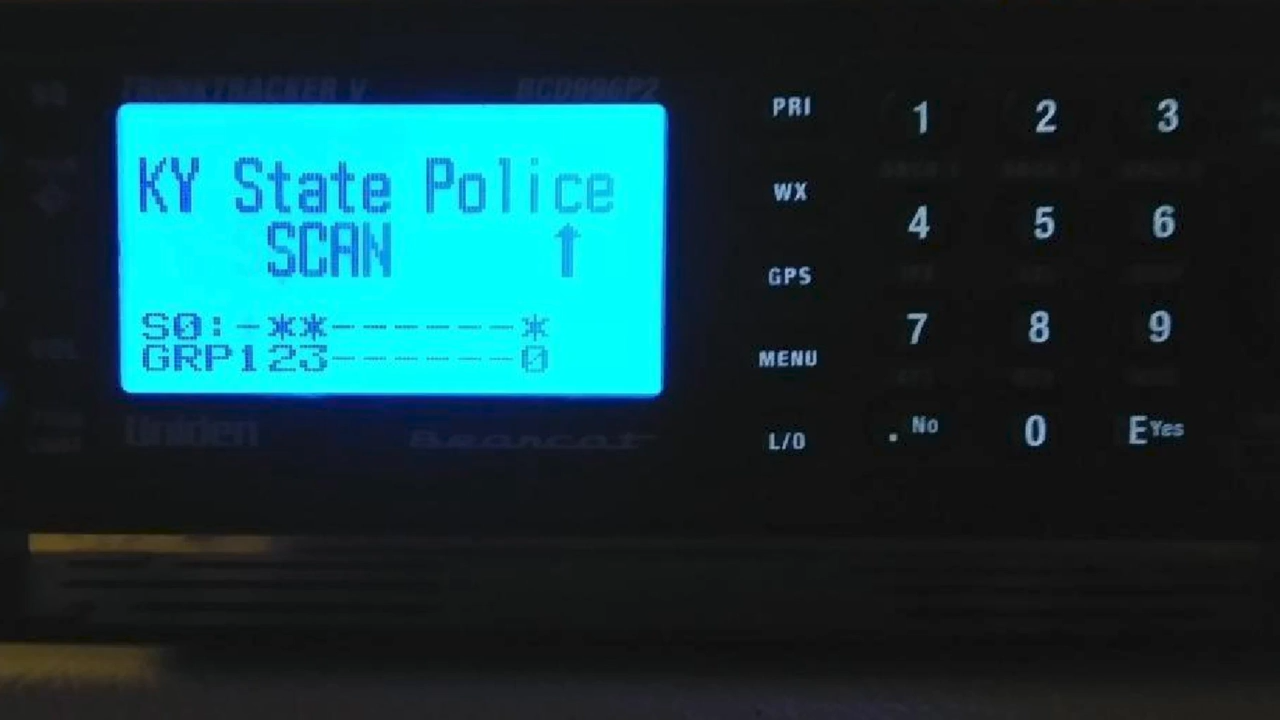 TRUNKTRACKER V BCD996P2
KY State Police
SCAN ↑
S0:-**------*
GRP123------0
Uniden Bearcat
PRI
WX
GPS
MENU
L/O
1 2 3
4 5 6
7 8 9
. No 0 E Yes